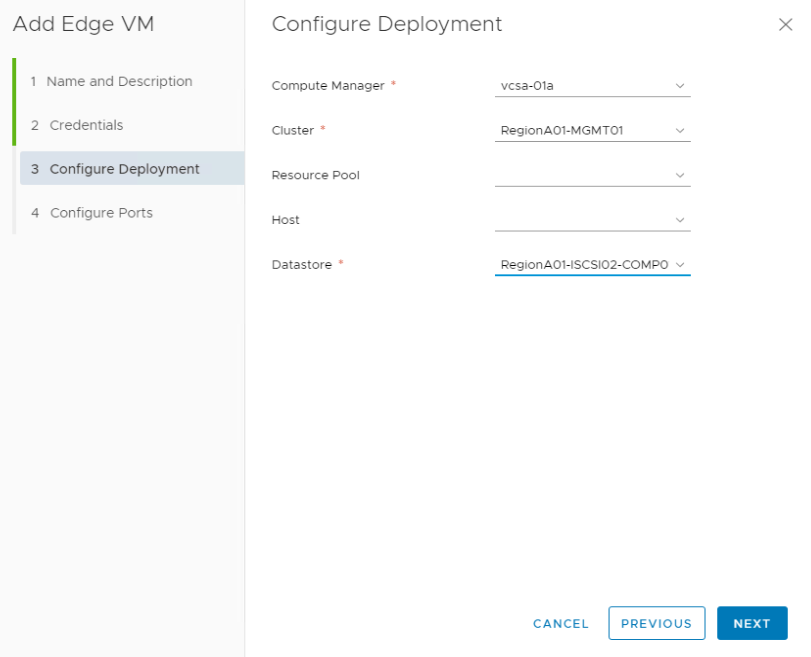 Add Edge VM
1 Name and Description
2 Credentials
3 Configure Deployment
4 Configure Ports
Configure Deployment
Compute Manager * vcsa-01a
Cluster * RegionA01-MGMT01
Resource Pool
Host
Datastore * RegionA01-ISCSI02-COMP0
CANCEL PREVIOUS NEXT